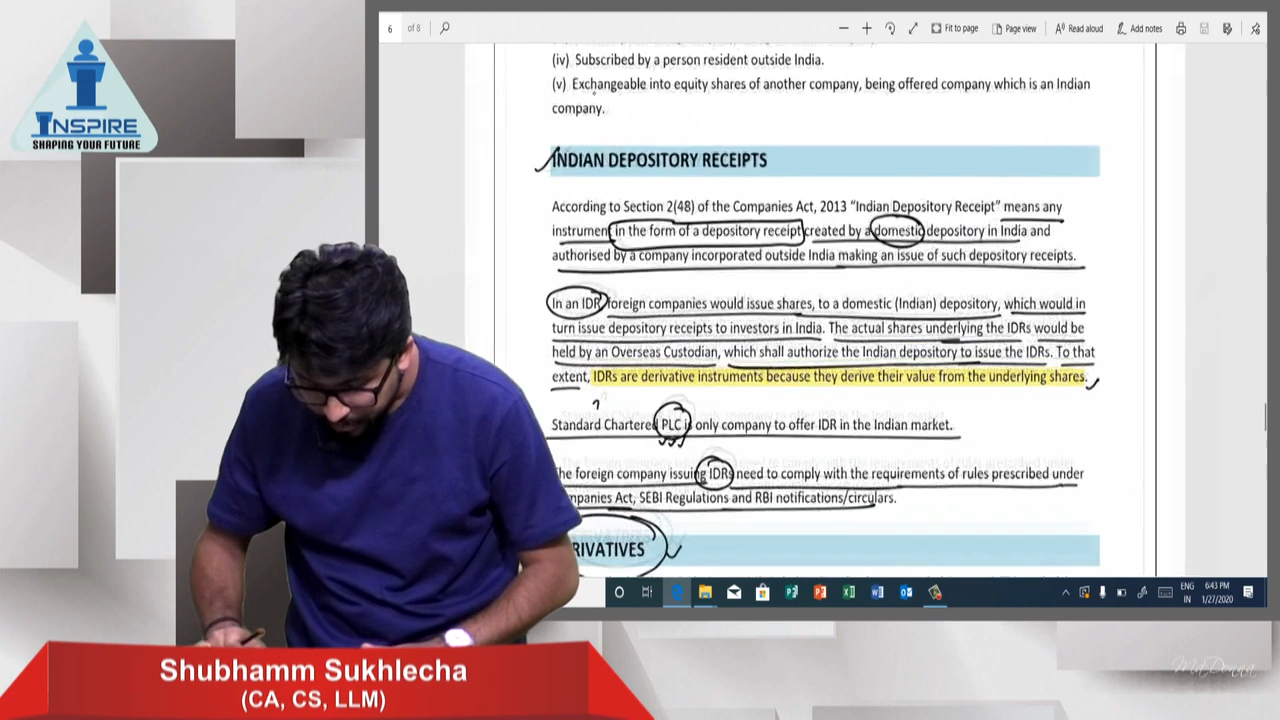 INSPIRE
SHAPING YOUR FUTURE
6 of 8
Fit to page
Page view
Read aloud
Add notes
(iv) Subscribed by a person resident outside India.
(v) Exchangeable into equity shares of another company, being offered company which is an Indian
company.
INDIAN DEPOSITORY RECEIPTS
According to Section 2(48) of the Companies Act, 2013 “Indian Depository Receipt” means any
instrument in the form of a depository receipt created by a domestic depository in India and
authorised by a company incorporated outside India making an issue of such depository receipts.
In an IDR foreign companies would issue shares, to a domestic (Indian) depository, which would in
turn issue depository receipts to investors in India. The actual shares underlying the IDRs would be
held by an Overseas Custodian, which shall authorize the Indian depository to issue the IDRs. To that
extent, IDRs are derivative instruments because they derive their value from the underlying shares.
Standard Chartered PLC is only company to offer IDR in the Indian market.
The foreign company issuing IDRs need to comply with the requirements of rules prescribed under
mpanies Act, SEBI Regulations and RBI notifications/circulars.
RIVATIVES
ENG
IN
6:43 PM
1/27/2020
Shubhamm Sukhlecha
(CA, CS, LLM)